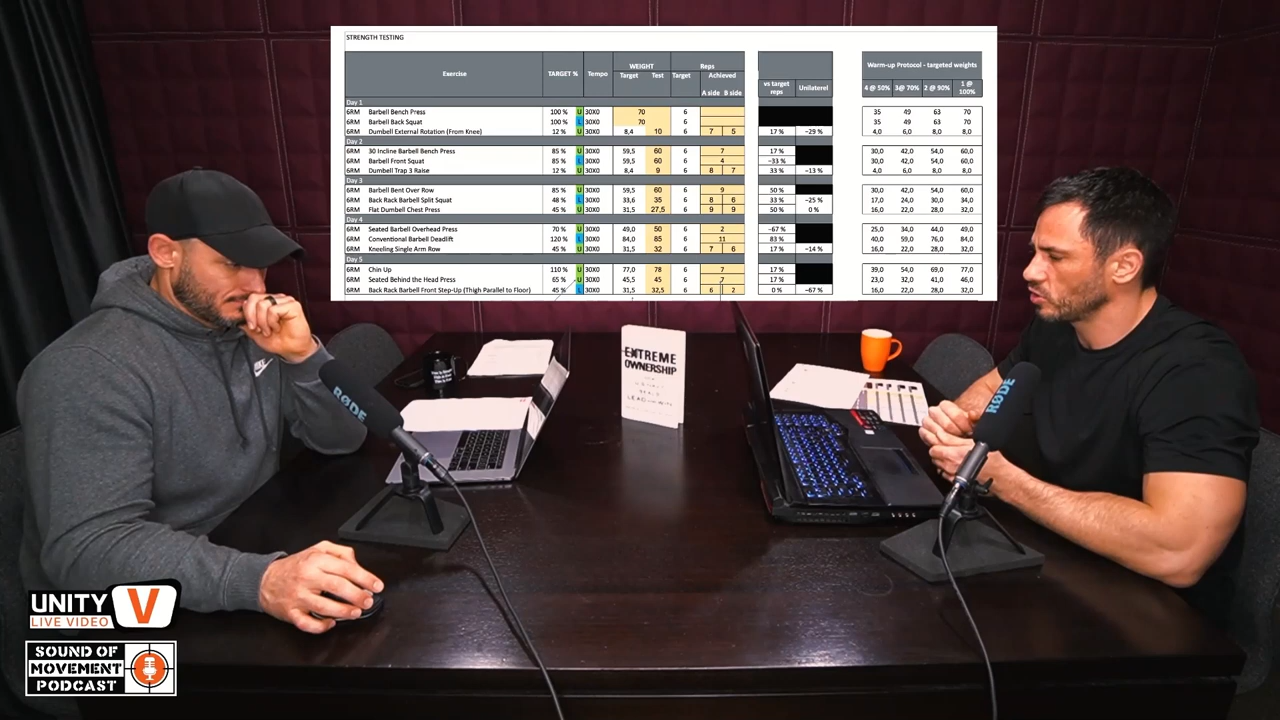 STRENGTH TESTING
Exercise TARGET % Tempo WEIGHT Target Test Reps Target Achieved A side B side vs target reps Unilaterel Warm-up Protocol - targeted weights 4 @ 50% 3@ 70% 2 @ 90% 1 @ 100%
Day 1
6RM Barbell Bench Press 100 % U 30X0 70 6 35 49 63 70
6RM Barbell Back Squat 100 % L 30X0 70 6 35 49 63 70
6RM Dumbell External Rotation (From Knee) 12 % U 30X0 8,4 10 6 7 5 17 % -29 % 4,0 6,0 8,0 8,0
Day 2
6RM 30 Incline Barbell Bench Press 85 % U 30X0 59,5 60 6 7 17 % 30,0 42,0 54,0 60,0
6RM Barbell Front Squat 85 % L 30X0 59,5 60 6 4 -33 % 30,0 42,0 54,0 60,0
6RM Dumbell Trap 3 Raise 12 % U 30X0 8,4 9 6 8 7 33 % -13 % 4,0 6,0 8,0 8,0
Day 3
6RM Barbell Bent Over Row 85 % U 30X0 59,5 60 6 9 50 % 30,0 42,0 54,0 60,0
6RM Back Rack Barbell Split Squat 48 % L 30X0 33,6 35 6 8 6 33 % -25 % 17,0 24,0 30,0 34,0
6RM Flat Dumbell Chest Press 45 % U 30X0 31,5 27,5 6 9 9 50 % 0 % 16,0 22,0 28,0 32,0
Day 4
6RM Seated Barbell Overhead Press 70 % U 30X0 49,0 50 6 2 -67 % 25,0 34,0 44,0 49,0
6RM Conventional Barbell Deadlift 120 % L 30X0 84,0 85 6 11 83 % 40,0 59,0 76,0 84,0
6RM Kneeling Single Arm Row 45 % U 30X0 31,5 32 6 7 6 17 % -14 % 16,0 22,0 28,0 32,0
Day 5
6RM Chin Up 110 % U 30X0 77,0 78 6 7 17 % 39,0 54,0 69,0 77,0
6RM Seated Behind the Head Press 65 % U 30X0 45,5 45 6 7 17 % 23,0 32,0 41,0 46,0
6RM Back Rack Barbell Front Step-Up (Thigh Parallel to Floor) 45 % L 30X0 31,5 32,5 6 6 2 0 % -67 % 16,0 22,0 28,0 32,0
EXTREME
OWNERSHIP
RØDE
RØDE
UNITY V
LIVE VIDEO
SOUND OF
MOVEMENT
PODCAST